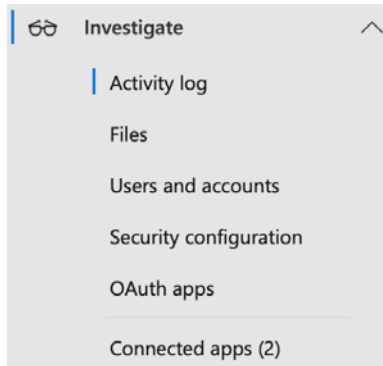 Investigate
Activity log
Files
Users and accounts
Security configuration
OAuth apps
Connected apps (2)